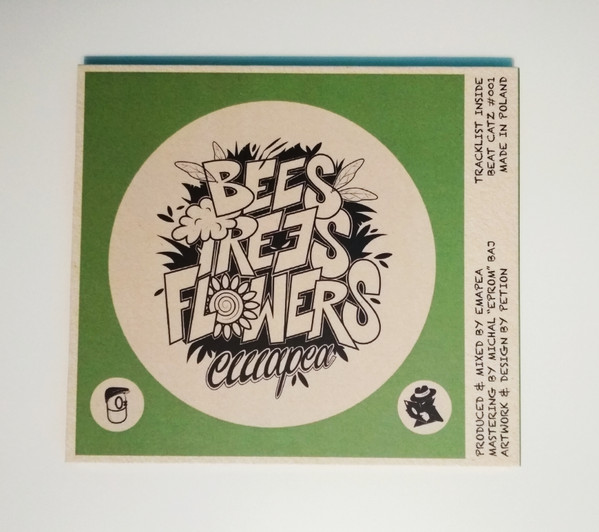 BEES
TREES
FLOWERS
emapea
TRACKLIST INSIDE
BEAT CATZ #001
MADE IN POLAND
PRODUCED & MIXED BY EMAPEA
MASTERING BY MICHAL "EPROM" BAJ
ARTWORK & DESIGN BY PETION